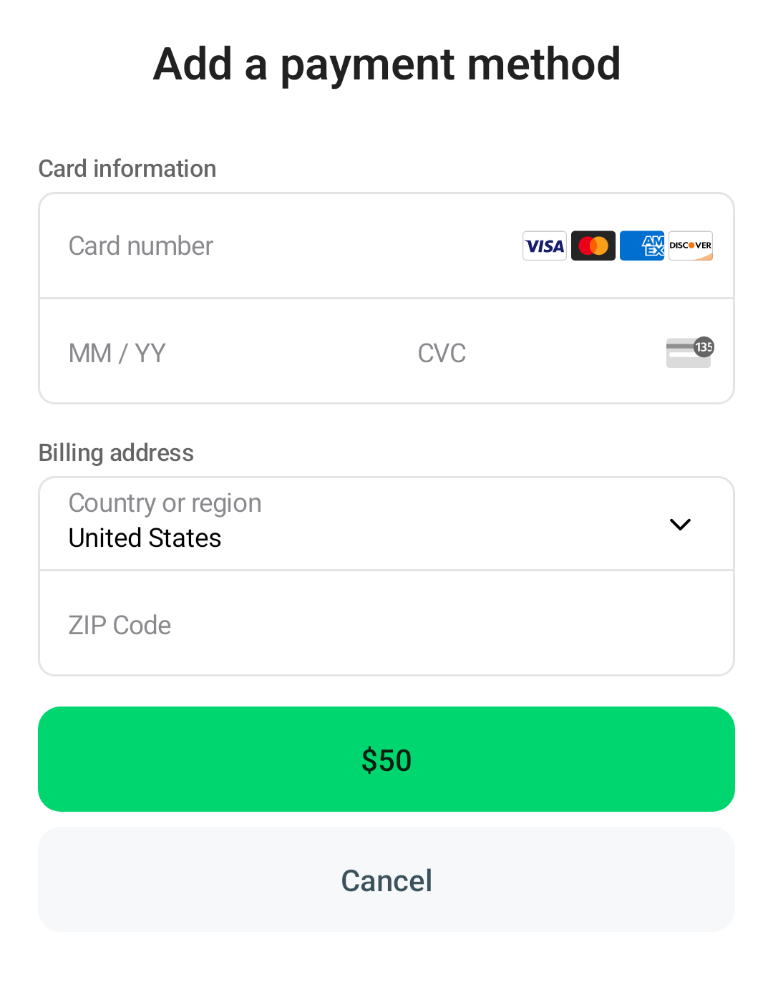 Add a payment method
Card information
Card number VISA AM EX DISCOVER
MM / YY CVC 135
Billing address
Country or region
United States
ZIP Code
$50
Cancel